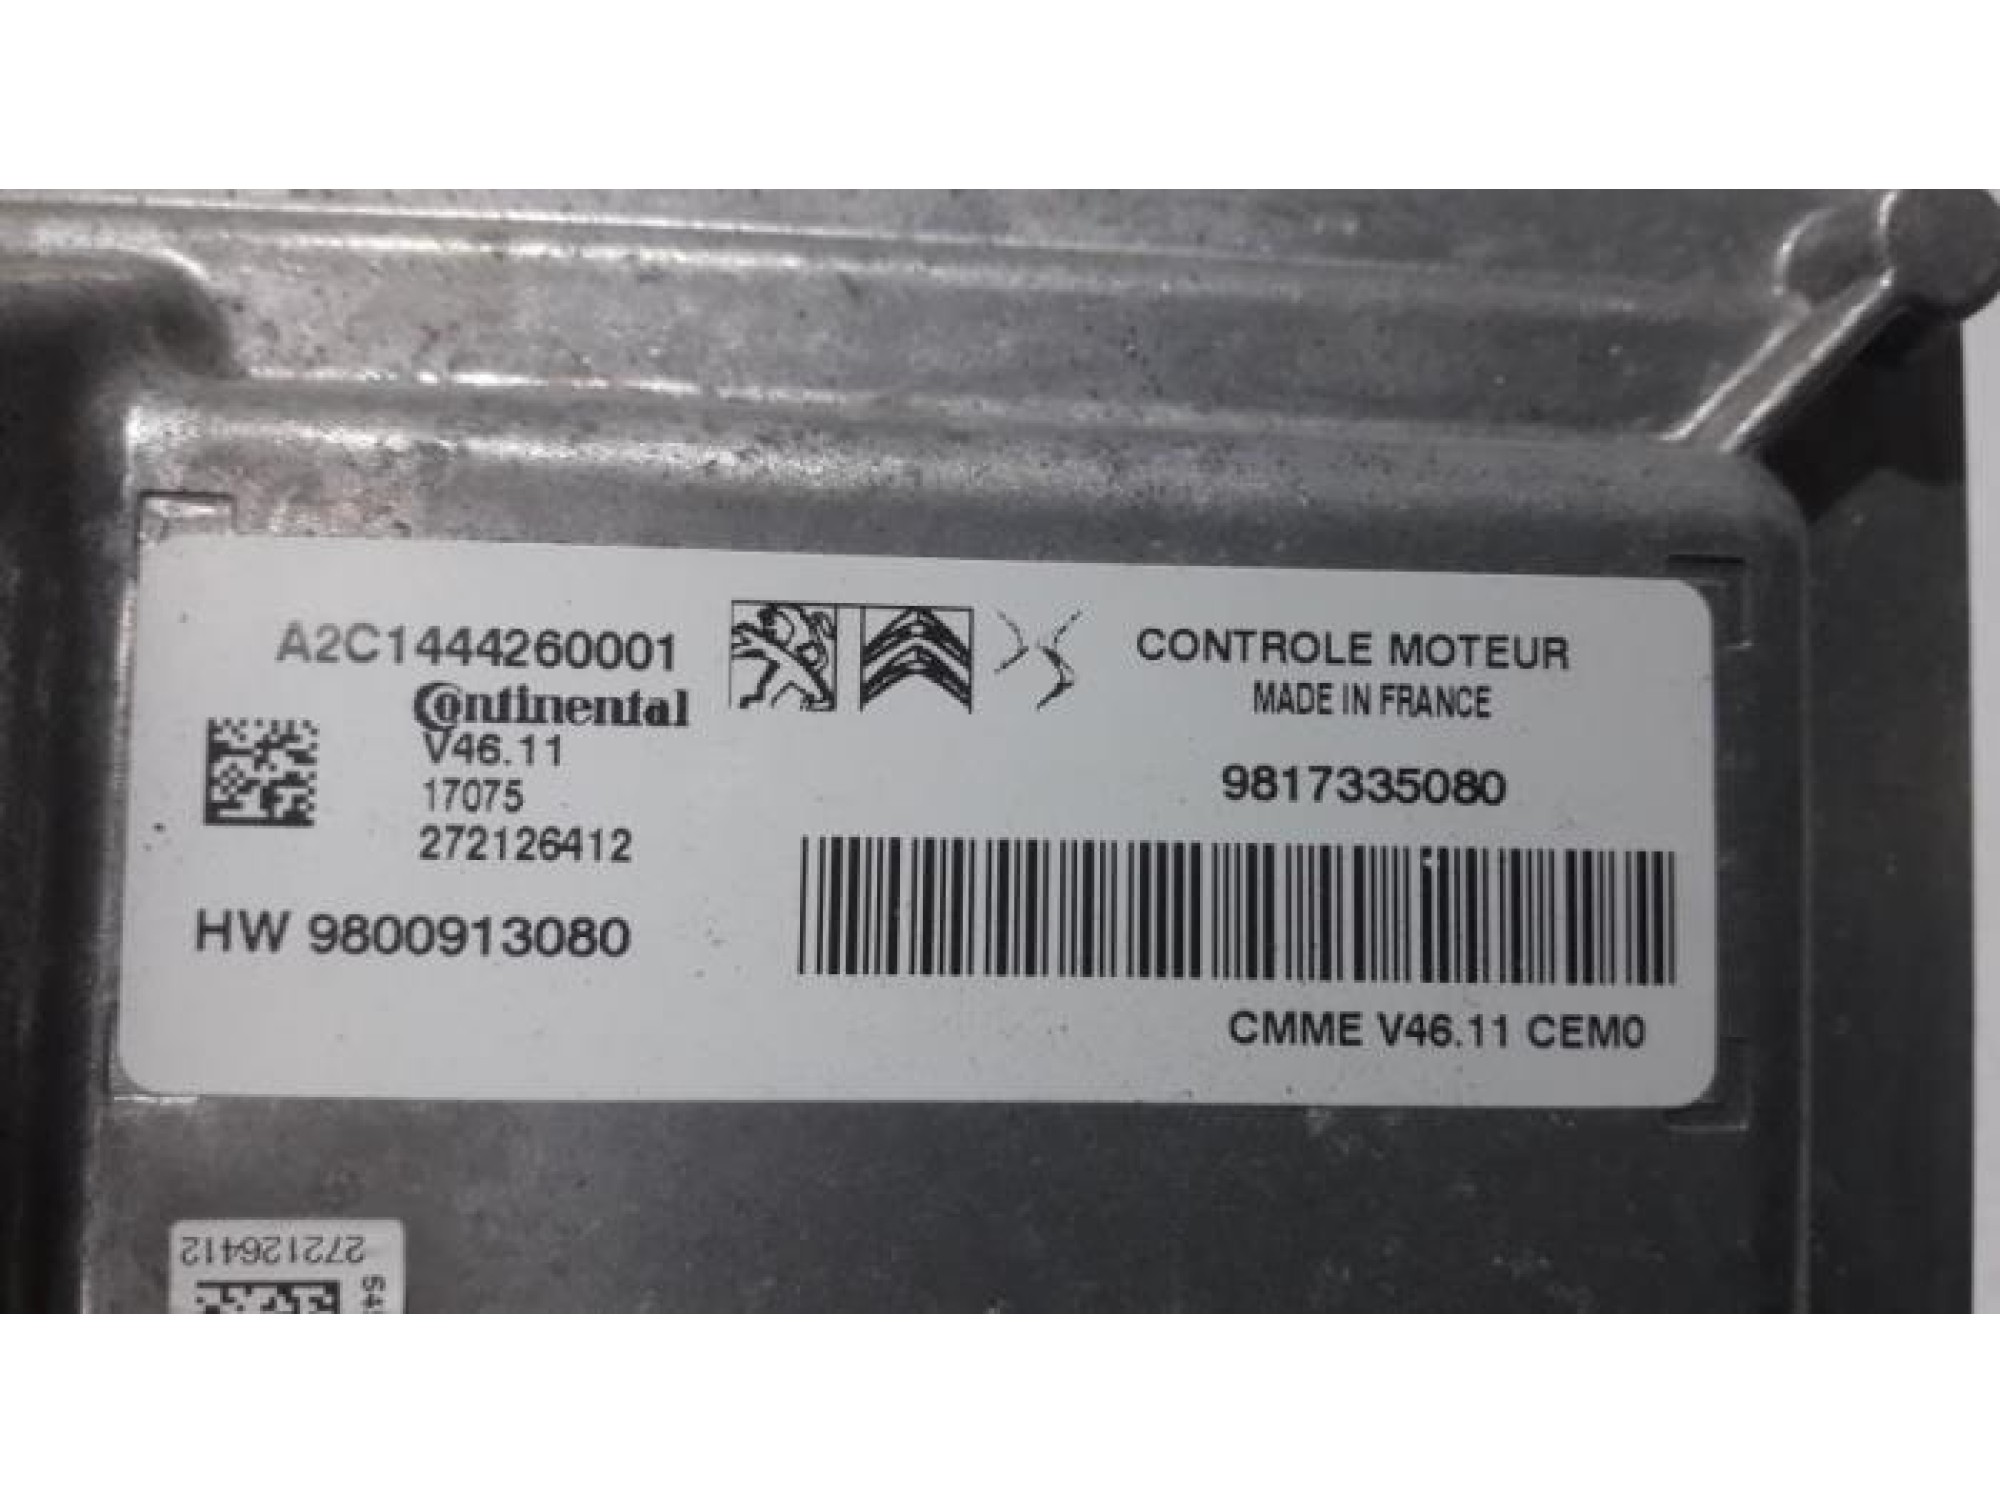 A2C1444260001
Continental
V46.11
17075
272126412
HW 9800913080
CONTROLE MOTEUR
MADE IN FRANCE
9817335080
CMME V46.11 CEM0
272126412